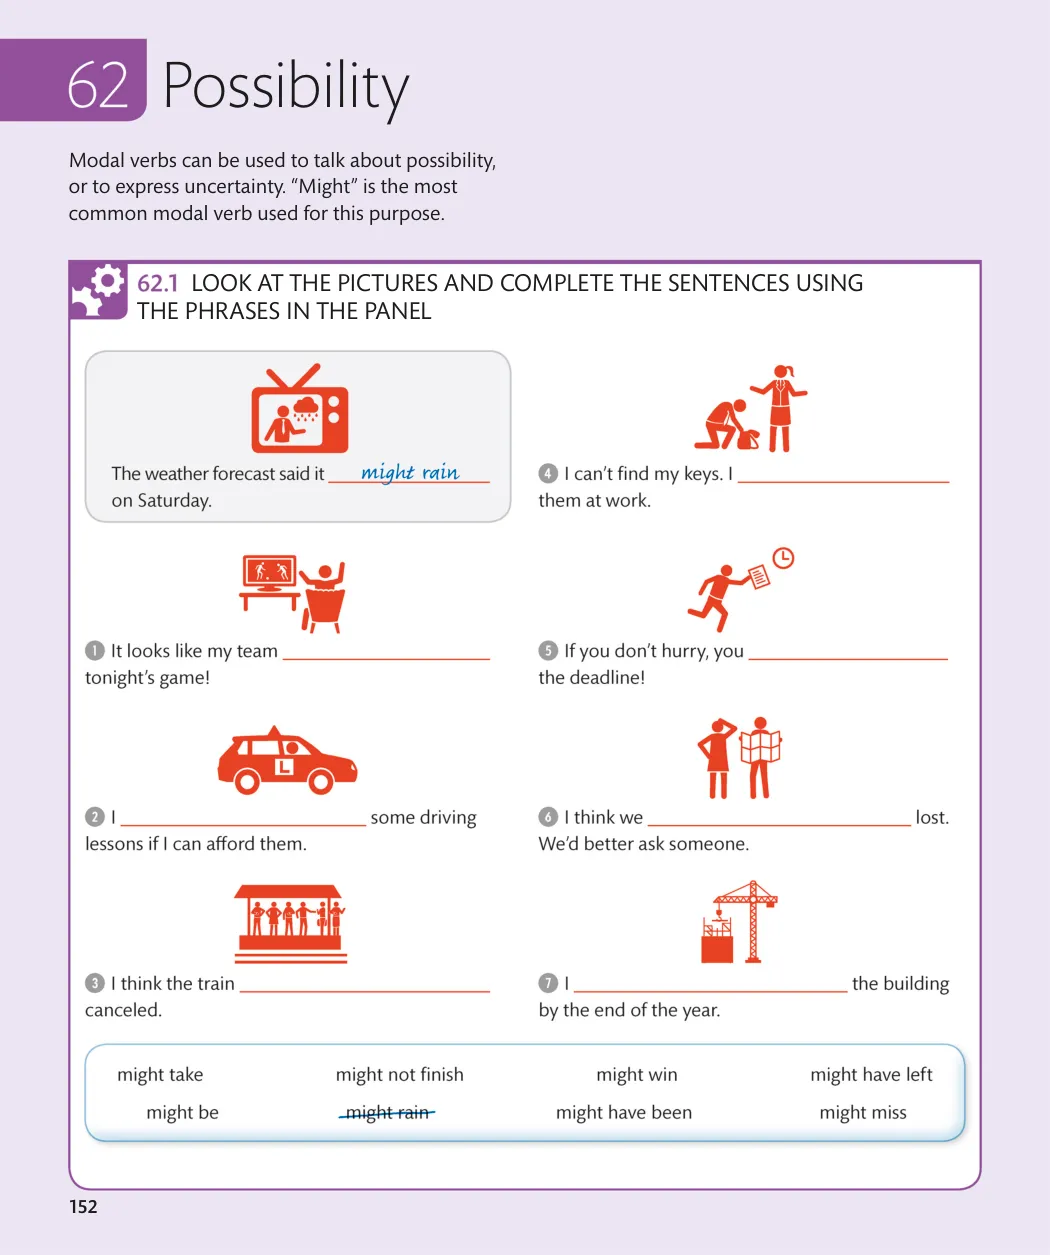 62 Possibility
Modal verbs can be used to talk about possibility,
or to express uncertainty. “Might” is the most
common modal verb used for this purpose.
62.1 LOOK AT THE PICTURES AND COMPLETE THE SENTENCES USING
THE PHRASES IN THE PANEL
The weather forecast said it might rain
on Saturday.
1 It looks like my team
tonight’s game!
L
2 I some driving
lessons if I can afford them.
3 I think the train
canceled.
4 I can’t find my keys. I
them at work.
5 If you don’t hurry, you
the deadline!
6 I think we lost.
We’d better ask someone.
7 I the building
by the end of the year.
might take might not finish might win might have left
might be might rain might have been might miss
152